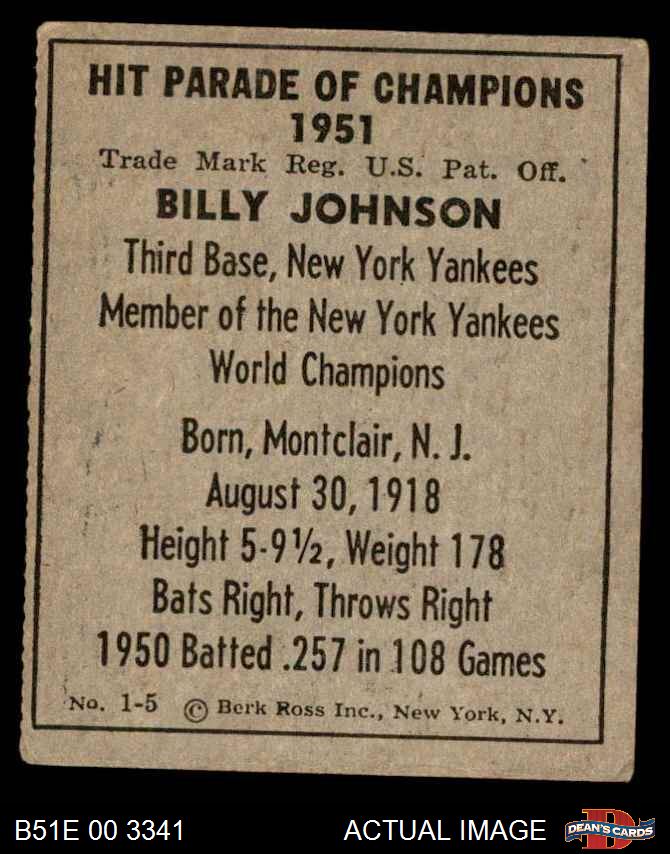 HIT PARADE OF CHAMPIONS
1951
Trade Mark Reg. U.S. Pat. Off.
BILLY JOHNSON
Third Base, New York Yankees
Member of the New York Yankees
World Champions
Born, Montclair, N. J.
August 30, 1918
Height 5-9½, Weight 178
Bats Right, Throws Right
1950 Batted .257 in 108 Games
No. 1-5 © Berk Ross Inc., New York, N.Y.
B51E 00 3341 ACTUAL IMAGE D DEAN'S CARDS